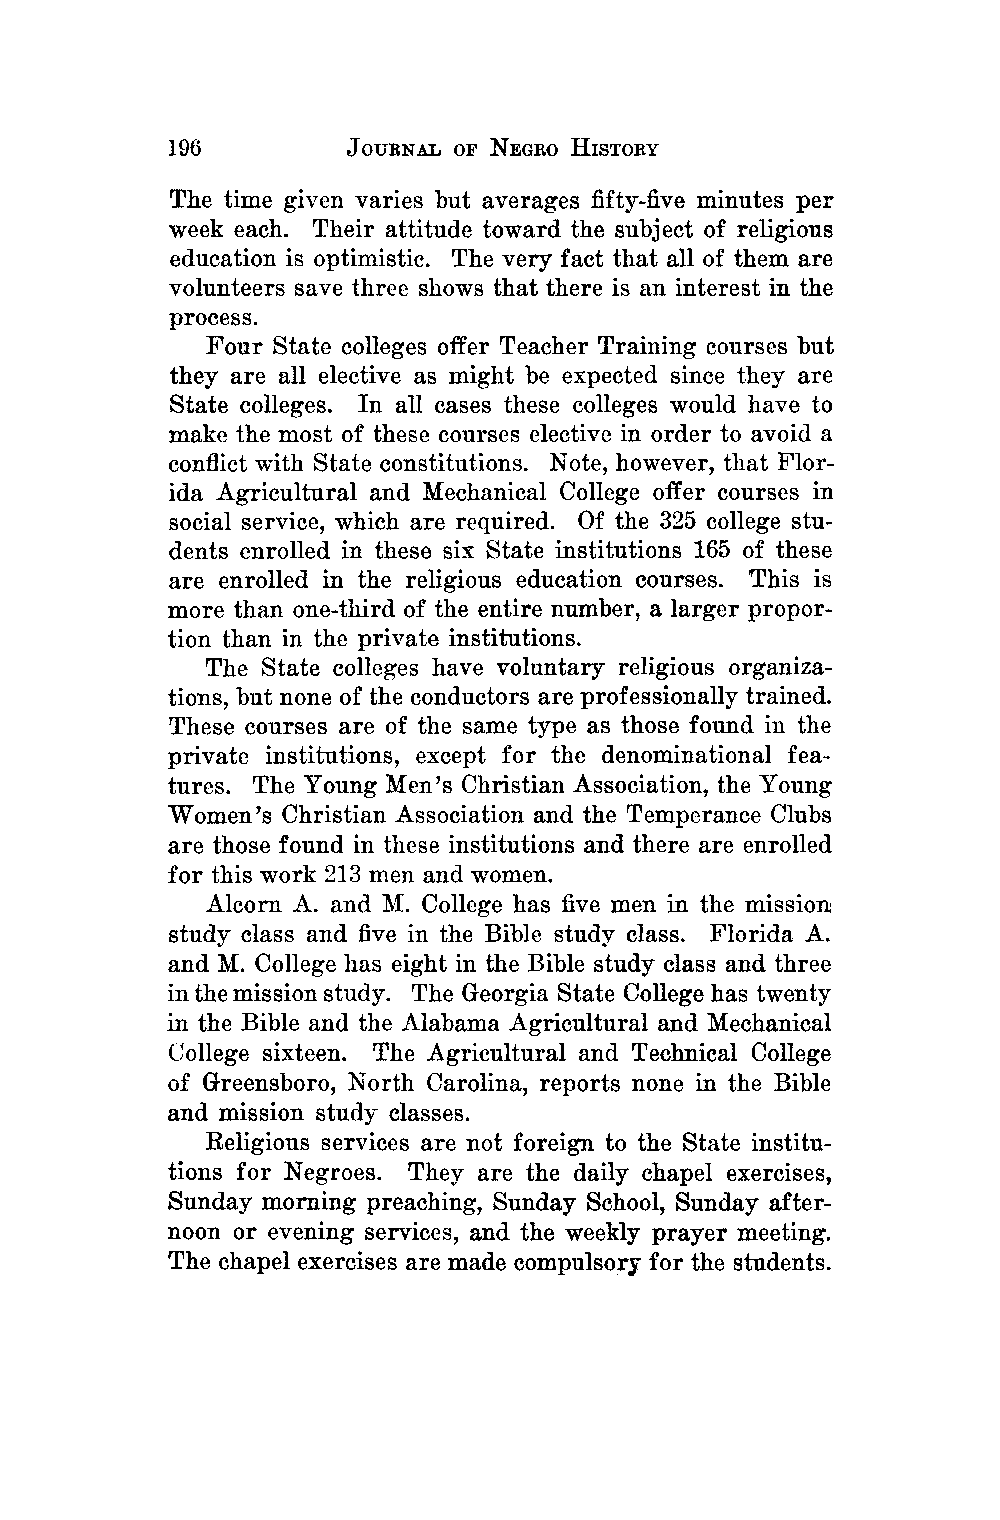 196 JOURNAL OF NEGRO HISTORY
The time given varies but averages fifty-five minutes per
week each. Their attitude toward the subject of religious
education is optimistic. The very fact that all of them are
volunteers save three shows that there is an interest in the
process.
Four State colleges offer Teacher Training courses but
they are all elective as might be expected since they are
State colleges. In all cases these colleges would have to
make the most of these courses elective in order to avoid a
conflict with State constitutions. Note, however, that Flor-
ida Agricultural and Mechanical College offer courses in
social service, which are required. Of the 325 college stu-
dents enrolled in these six State institutions 165 of these
are enrolled in the religious education courses. This is
more than one-third of the entire number, a larger propor-
tion than in the private institutions.
The State colleges have voluntary religious organiza-
tions, but none of the conductors are professionally trained.
These courses are of the same type as those found in the
private institutions, except for the denominational fea-
tures. The Young Men's Christian Association, the Young
Women's Christian Association and the Temperance Clubs
are those found in these institutions and there are enrolled
for this work 213 men and women.
Alcorn A. and M. College has five men in the mission
study class and five in the Bible study class. Florida A.
and M. College has eight in the Bible study class and three
in the mission study. The Georgia State College has twenty
in the Bible and the Alabama Agricultural and Mechanical
College sixteen. The Agricultural and Technical College
of Greensboro, North Carolina, reports none in the Bible
and mission study classes.
Religious services are not foreign to the State institu-
tions for Negroes. They are the daily chapel exercises,
Sunday morning preaching, Sunday School, Sunday after-
noon or evening services, and the weekly prayer meeting.
The chapel exercises are made compulsory for the students.